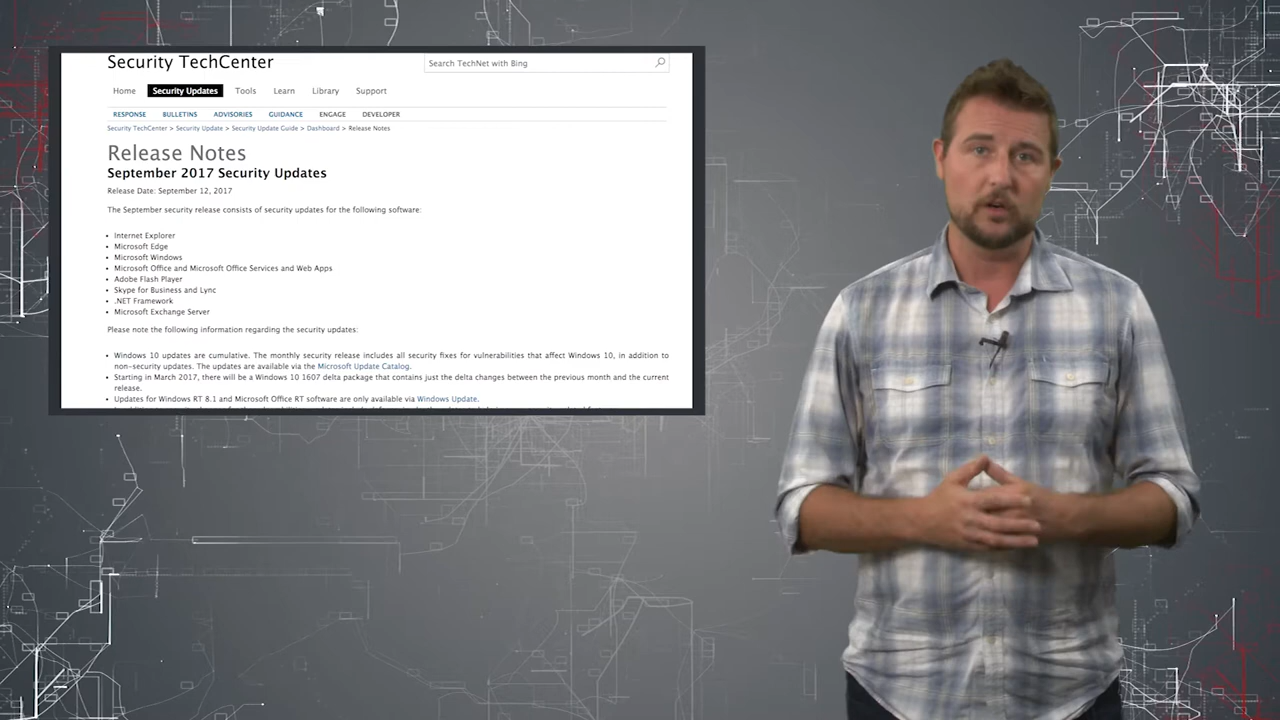 Security TechCenter
Search TechNet with Bing
Home Security Updates Tools Learn Library Support
RESPONSE BULLETINS ADVISORIES GUIDANCE ENGAGE DEVELOPER
Security TechCenter > Security Update > Security Update Guide > Dashboard > Release Notes
Release Notes
September 2017 Security Updates
Release Date: September 12, 2017
The September security release consists of security updates for the following software:
• Internet Explorer
• Microsoft Edge
• Microsoft Windows
• Microsoft Office and Microsoft Office Services and Web Apps
• Adobe Flash Player
• Skype for Business and Lync
• .NET Framework
• Microsoft Exchange Server
Please note the following information regarding the security updates:
• Windows 10 updates are cumulative. The monthly security release includes all security fixes for vulnerabilities that affect Windows 10, in addition to
non-security updates. The updates are available via the Microsoft Update Catalog.
• Starting in March 2017, there will be a Windows 10 1607 delta package that contains just the delta changes between the previous month and the current
release.
• Updates for Windows RT 8.1 and Microsoft Office RT software are only available via Windows Update.